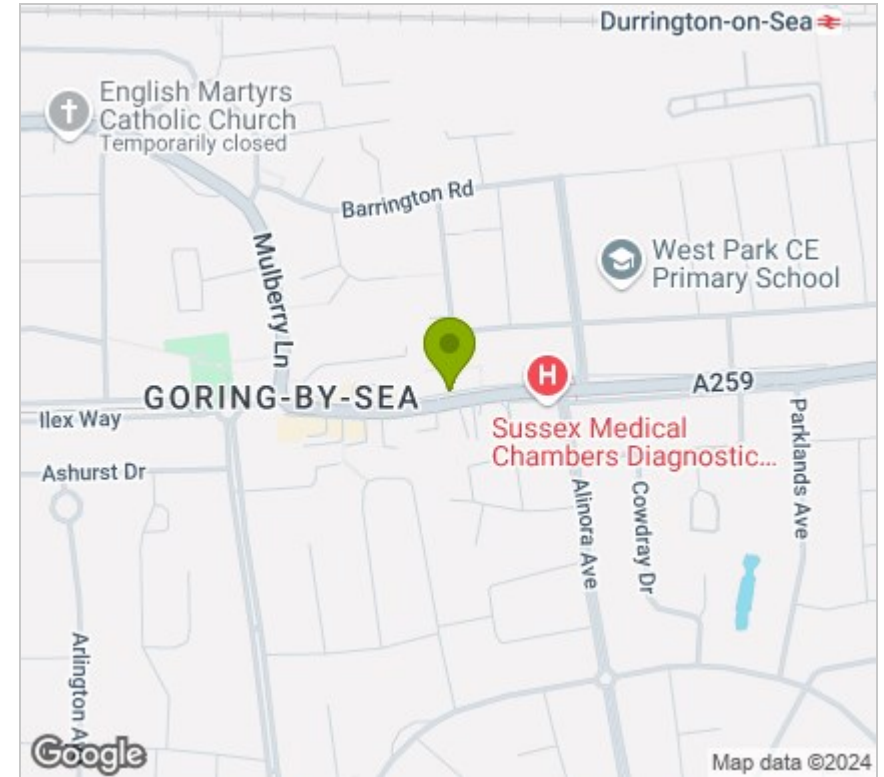 Durrington-on-Sea
English Martyrs
Catholic Church
Temporarily closed
Barrington Rd
West Park CE
Primary School
Mulberry Ln
GORING-BY-SEA
H
A259
Ilex Way
Sussex Medical
Chambers Diagnostic...
Parklands Ave
Ashurst Dr
Alinora Ave
Cowdray Dr
Arlington A
Google
Map data ©2024